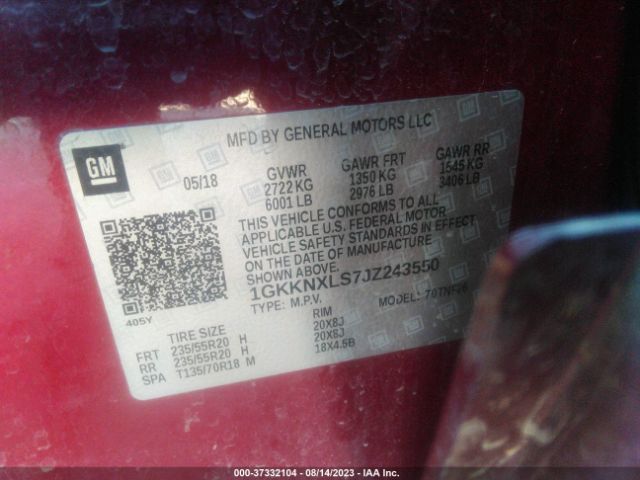 MFD BY GENERAL MOTORS LLC
GM
05/18
GVWR GAWR FRT GAWR RR
2722 KG 1350 KG 1545 KG
6001 LB 2976 LB 3406 LB
THIS VEHICLE CONFORMS TO ALL
APPLICABLE U.S. FEDERAL MOTOR
VEHICLE SAFETY STANDARDS IN EFFECT
ON THE DATE OF MANUFACTURE
SHOWN ABOVE.
1GKKNXLS7JZ243550
TYPE: M.P.V. MODEL:
405Y
TIRE SIZE RIM
FRT 235/55R20 H 20X8J
RR 235/55R20 H 20X8J
SPA T135/70R18 M 18X4.5B
000-37332104 - 08/14/2023 - IAA Inc.